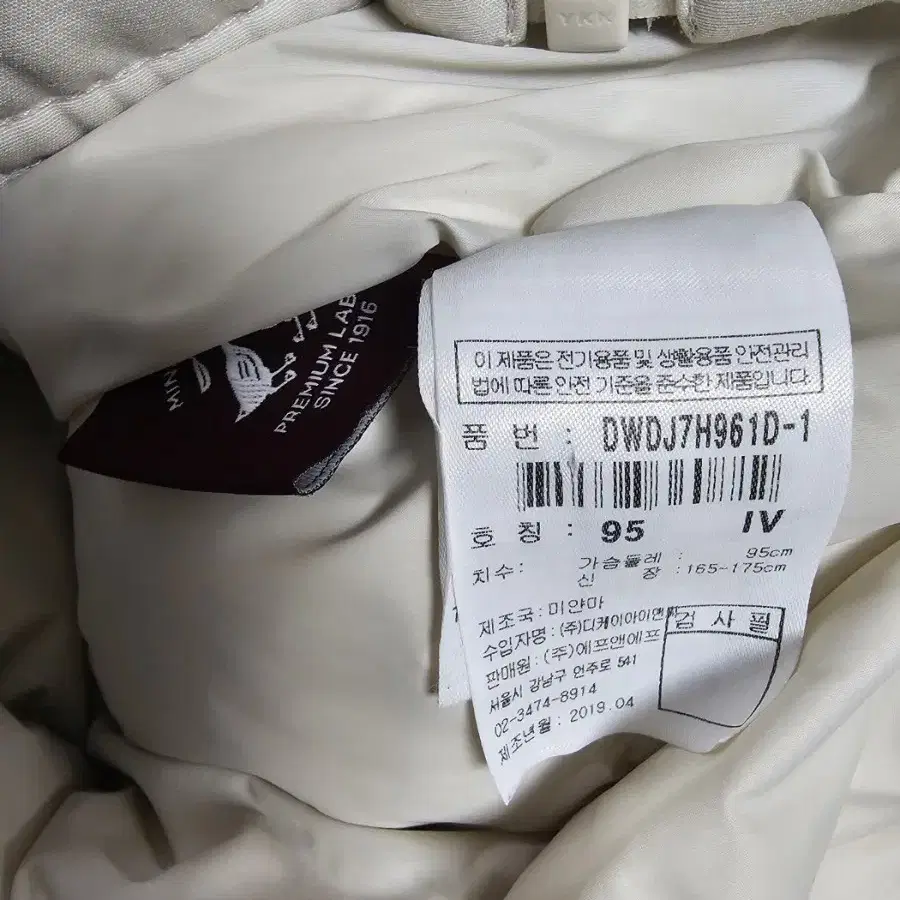 YKK
MIN
PREMIUM LAB
SINCE 1916
이 제품은 전기용품 및 생활용품 안전관리
법에 따른 안전 기준을 준수한 제품입니다.
품 번 : DWDJ7H961D-1
호 칭 : 95 IV
치수: 가슴둘레 : 95cm
신 장 : 165-175cm
제조국: 미얀마
수입자명: (주)디케이아이앤씨
판매원: (주)에프앤에프
서울시 강남구 언주로 541
02-3474-8914
제조년월: 2019.04
검 사 필